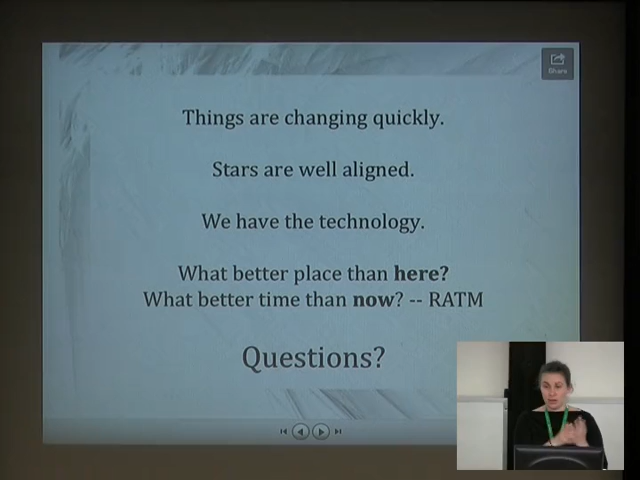 Share
Things are changing quickly.
Stars are well aligned.
We have the technology.
What better place than here?
What better time than now? -- RATM
Questions?